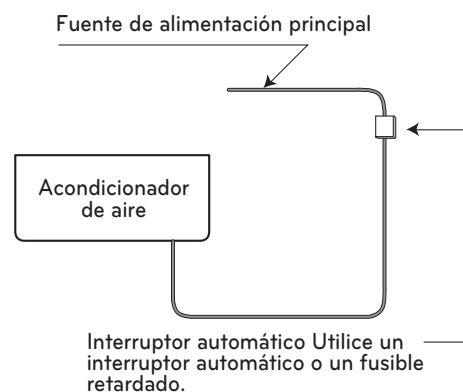 Fuente de alimentación principal
Acondicionador
de aire
Interruptor automático Utilice un
interruptor automático o un fusible
retardado.